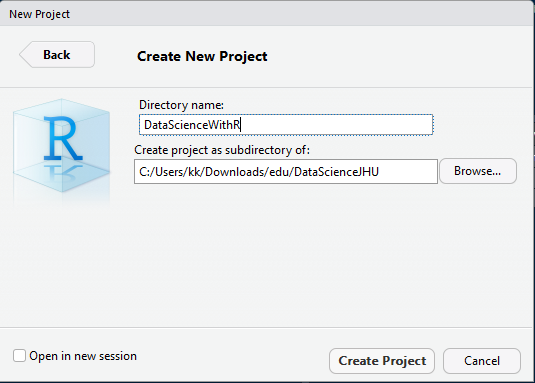 New Project
Back
Create New Project
R
Directory name:
DataScienceWithR
Create project as subdirectory of:
C:/Users/kk/Downloads/edu/DataScienceJHU
Browse...
Open in new session
Create Project
Cancel